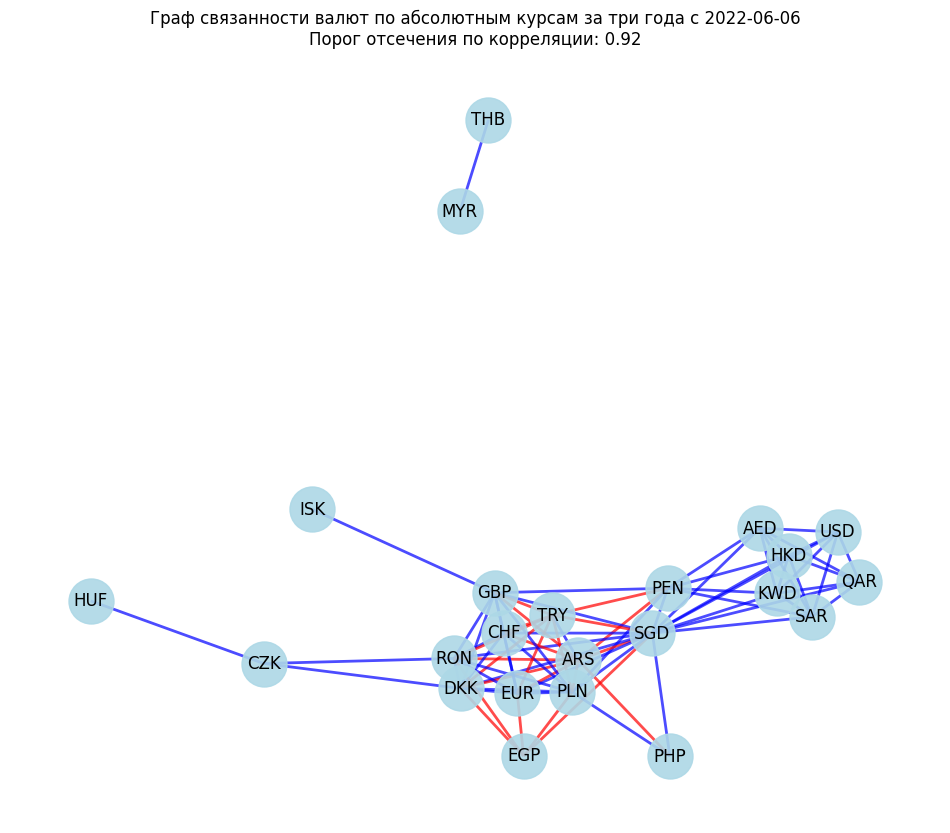 Граф связанности валют по абсолютным курсам за три года с 2022-06-06
Порог отсечения по корреляции: 0.92
THB
MYR
ISK
AED
USD
HKD
QAR
HUF
GBP
PEN
KWD
TRY
SAR
CHF
SGD
RON
ARS
CZK
DKK
EUR
PLN
EGP
PHP